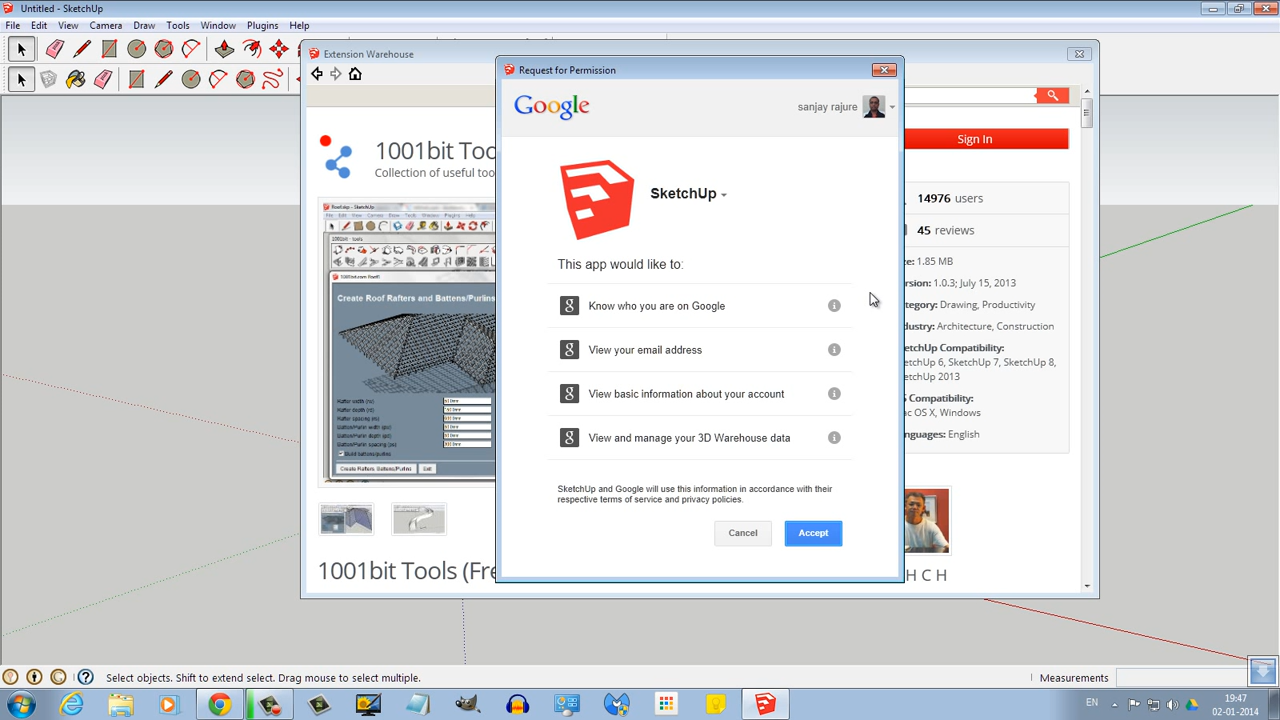 Untitled - SketchUp
File Edit View Camera Draw Tools Window Plugins Help
Extension Warehouse
Request for Permission
Google
sanjay rajure
Sign In
1001bit Too
Collection of useful too
SketchUp
This app would like to:
Know who you are on Google
View your email address
View basic information about your account
View and manage your 3D Warehouse data
SketchUp and Google will use this information in accordance with their
respective terms of service and privacy policies.
Cancel
Accept
14976 users
45 reviews
ze: 1.85 MB
ersion: 1.0.3; July 15, 2013
ategory: Drawing, Productivity
dustry: Architecture, Construction
ketchUp Compatibility:
etchUp 6, SketchUp 7, SketchUp 8,
etchUp 2013
S Compatibility:
ac OS X, Windows
nguages: English
Create Roof Rafters and Battens/Purlins
1001bit Tools (Fre
H C H
Select objects. Shift to extend select. Drag mouse to select multiple.
Measurements
EN
19:47
02-01-2014